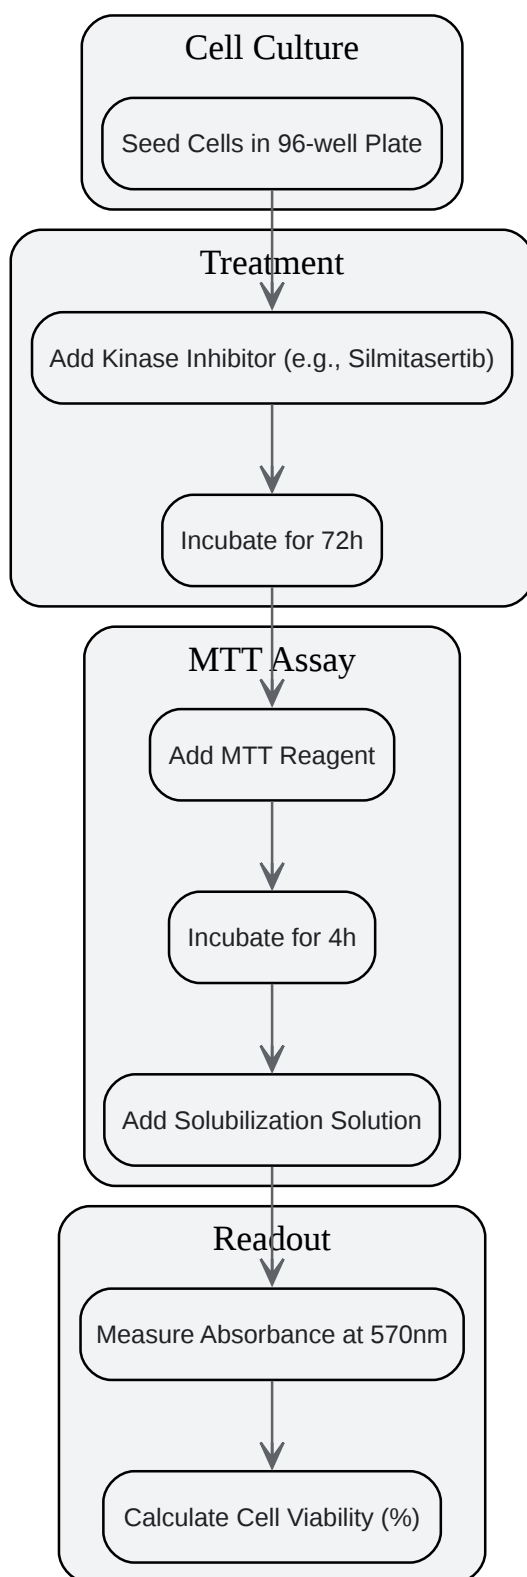 Cell Culture
Seed Cells in 96-well Plate
Treatment
Add Kinase Inhibitor (e.g., Silmitasertib)
Incubate for 72h
MTT Assay
Add MTT Reagent
Incubate for 4h
Add Solubilization Solution
Readout
Measure Absorbance at 570nm
Calculate Cell Viability (%)